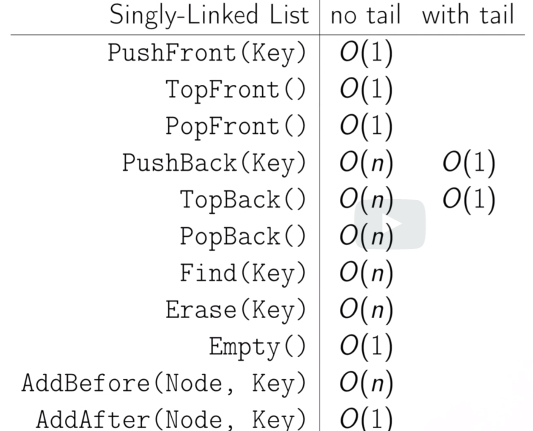 Singly-Linked List no tail with tail
PushFront(Key) O(1)
TopFront() O(1)
PopFront() O(1)
PushBack(Key) O(n) O(1)
TopBack() O(n) O(1)
PopBack() O(n)
Find(Key) O(n)
Erase(Key) O(n)
Empty() O(1)
AddBefore(Node, Key) O(n)
AddAfter(Node, Key) O(1)